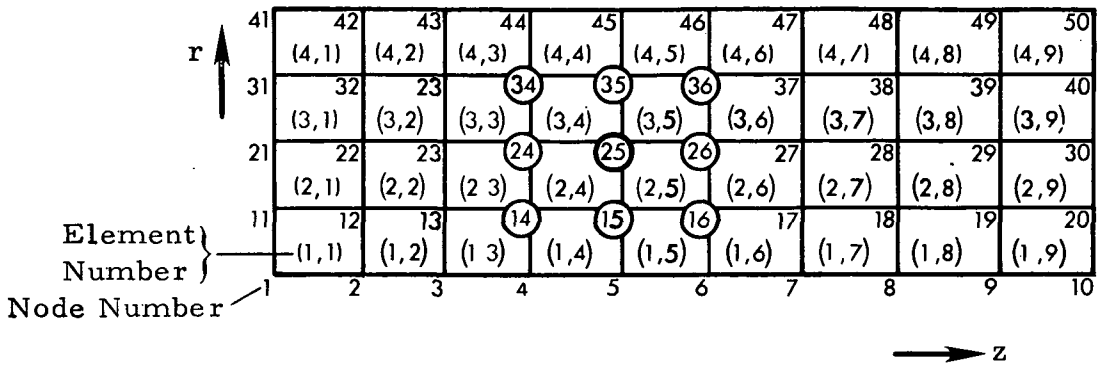 41 42 43 44 45 46 47 48 49 50
r (4,1) (4,2) (4,3) (4,4) (4,5) (4,6) (4,/) (4,8) (4,9)
31 32 23 34 35 36 37 38 39 40
(3,1) (3,2) (3,3) (3,4) (3,5) (3,6) (3,7) (3,8) (3,9)
21 22 23 24 25 26 27 28 29 30
(2,1) (2,2) (2 3) (2,4) (2,5) (2,6) (2,7) (2,8) (2,9)
11 12 13 14 15 16 17 18 19 20
Element
Number (1,1) (1,2) (1 3) (1,4) (1,5) (1,6) (1,7) (1,8) (1,9)
Node Number 1 2 3 4 5 6 7 8 9 10
z